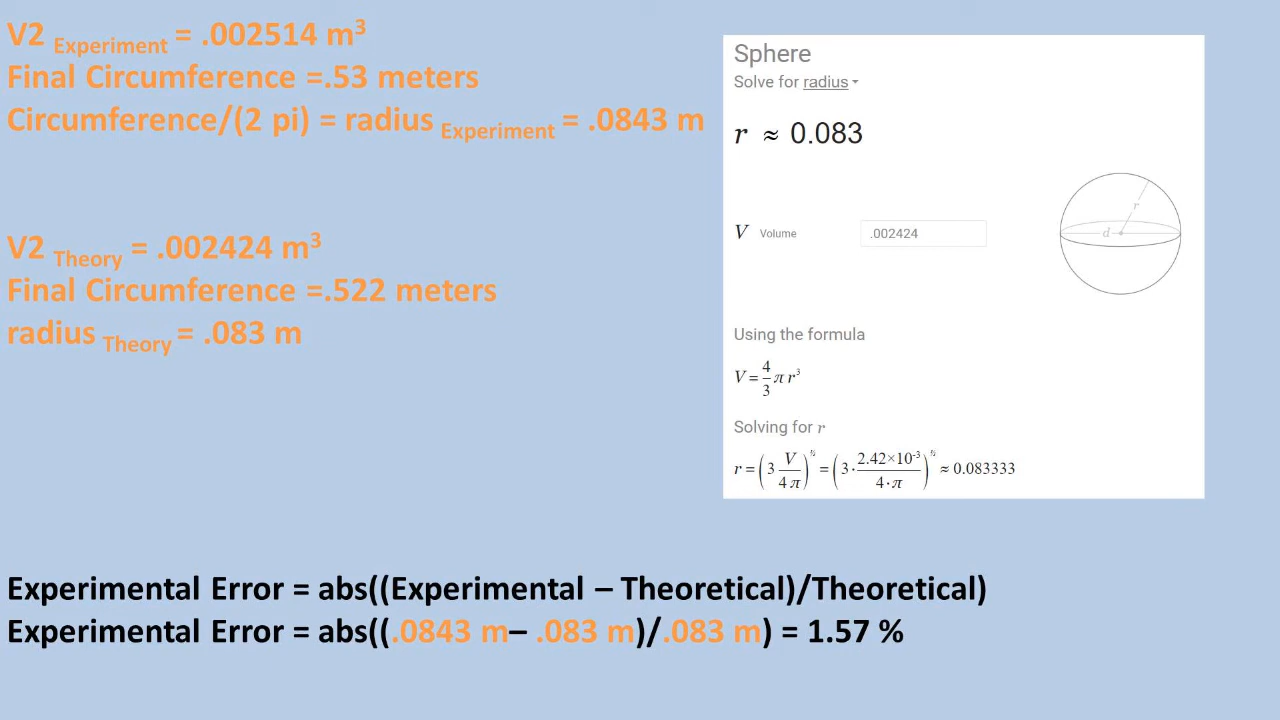 V2 Experiment = .002514 m³
Final Circumference =.53 meters
Circumference/(2 pi) = radius Experiment = .0843 m
V2 Theory = .002424 m³
Final Circumference =.522 meters
radius Theory = .083 m
Sphere
Solve for radius
r ≈ 0.083
V Volume .002424
r
d
Using the formula
V = 4/3 π r³
Solving for r
r = (3 V/4 π)^⅓ = (3 · 2.42×10⁻³/4 · π)^⅓ ≈ 0.083333
Experimental Error = abs((Experimental – Theoretical)/Theoretical)
Experimental Error = abs((.0843 m– .083 m)/.083 m) = 1.57 %